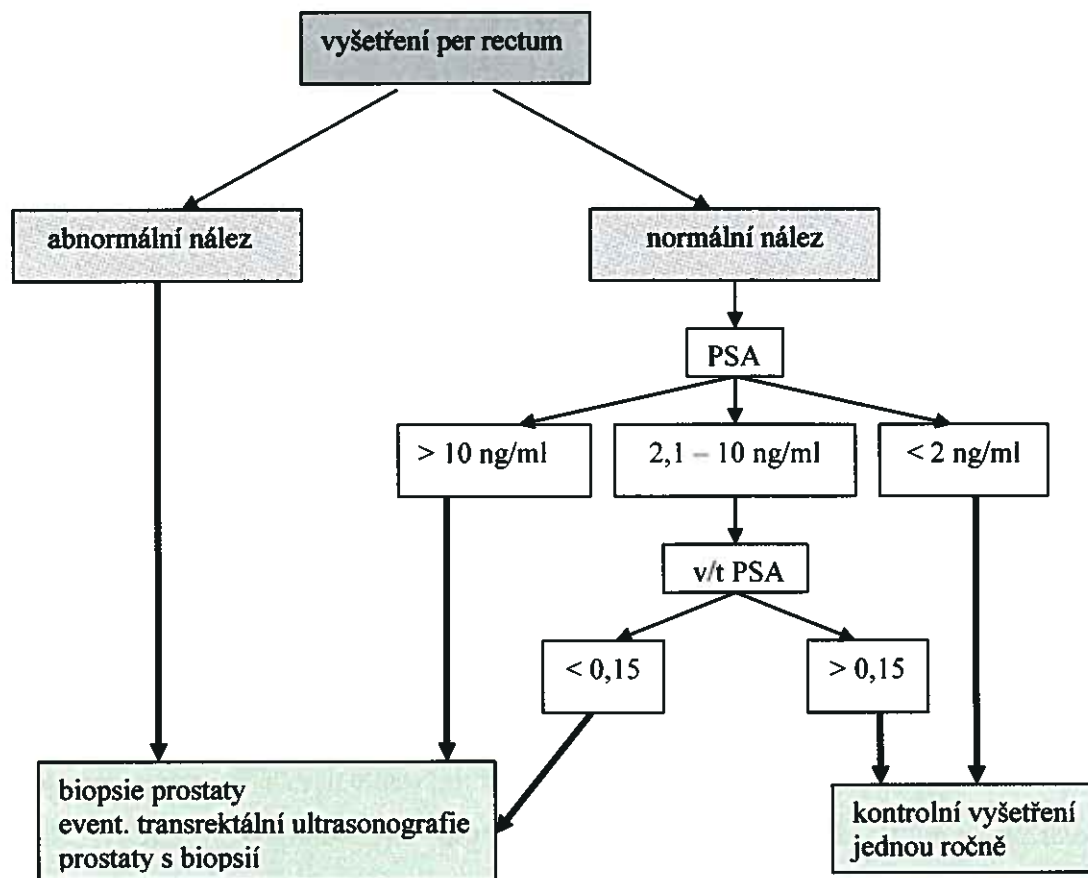 vyšetření per rectum
abnormální nález
normální nález
PSA
> 10 ng/ml
2,1 – 10 ng/ml
< 2 ng/ml
v/t PSA
< 0,15
> 0,15
biopsie prostaty
event. transrektální ultrasonografie
prostaty s biopsií
kontrolní vyšetření
jednou ročně